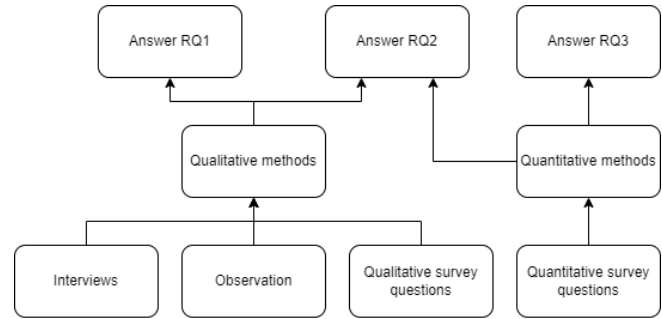 Answer RQ1
Answer RQ2
Answer RQ3
Qualitative methods
Quantitative methods
Interviews
Observation
Qualitative survey
questions
Quantitative survey
questions